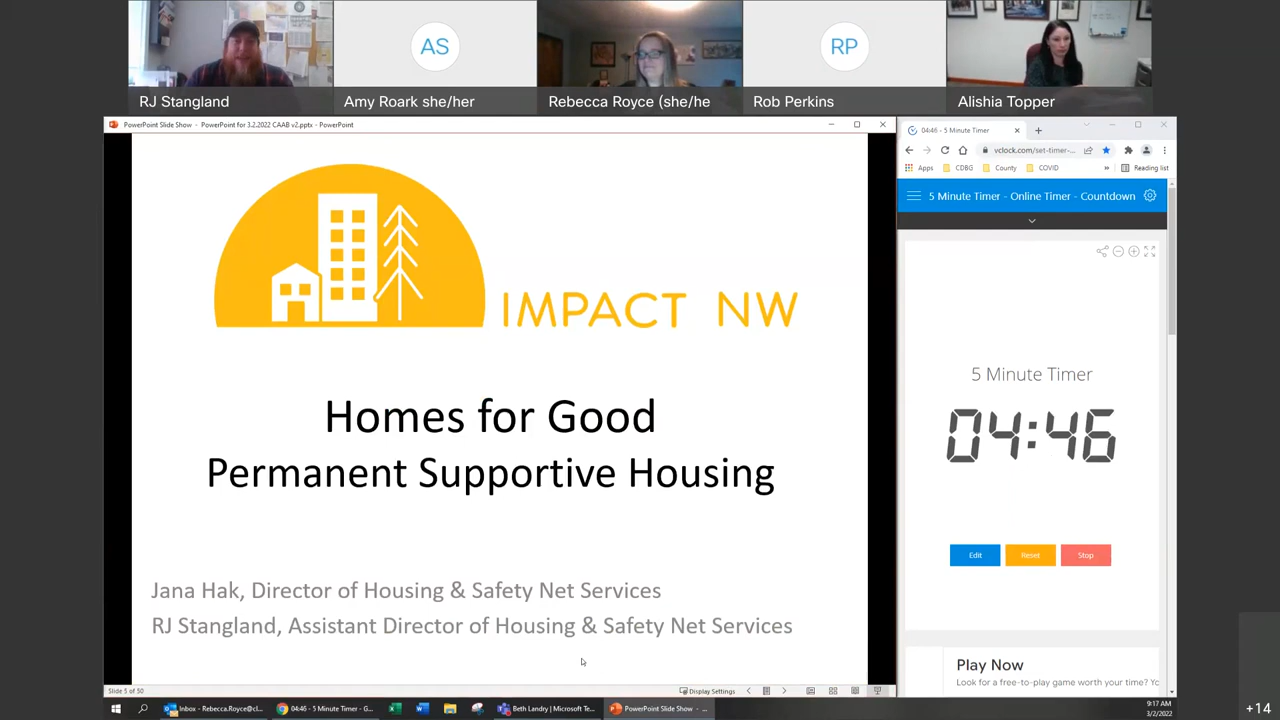 AS
RP
RJ Stangland
Amy Roark she/her
Rebecca Royce (she/he
Rob Perkins
Alishia Topper
PowerPoint Slide Show - PowerPoint for 3.2.2022 CAAB v2.pptx - PowerPoint
IMPACT NW
Homes for Good
Permanent Supportive Housing
Jana Hak, Director of Housing & Safety Net Services
RJ Stangland, Assistant Director of Housing & Safety Net Services
Slide 5 of 50
Display Settings
04:46 - 5 Minute Timer
vclock.com/set-timer-...
Apps CDBG County COVID » Reading list
5 Minute Timer - Online Timer - Countdown
5 Minute Timer
04:46
Edit Reset Stop
Play Now
Look for a free-to-play game worth your time? Yo
Inbox - Rebecca.Royce@cl...
04:46 - 5 Minute Timer - G...
Beth Landry | Microsoft Te...
PowerPoint Slide Show - ...
9:17 AM
3/2/2022
+14